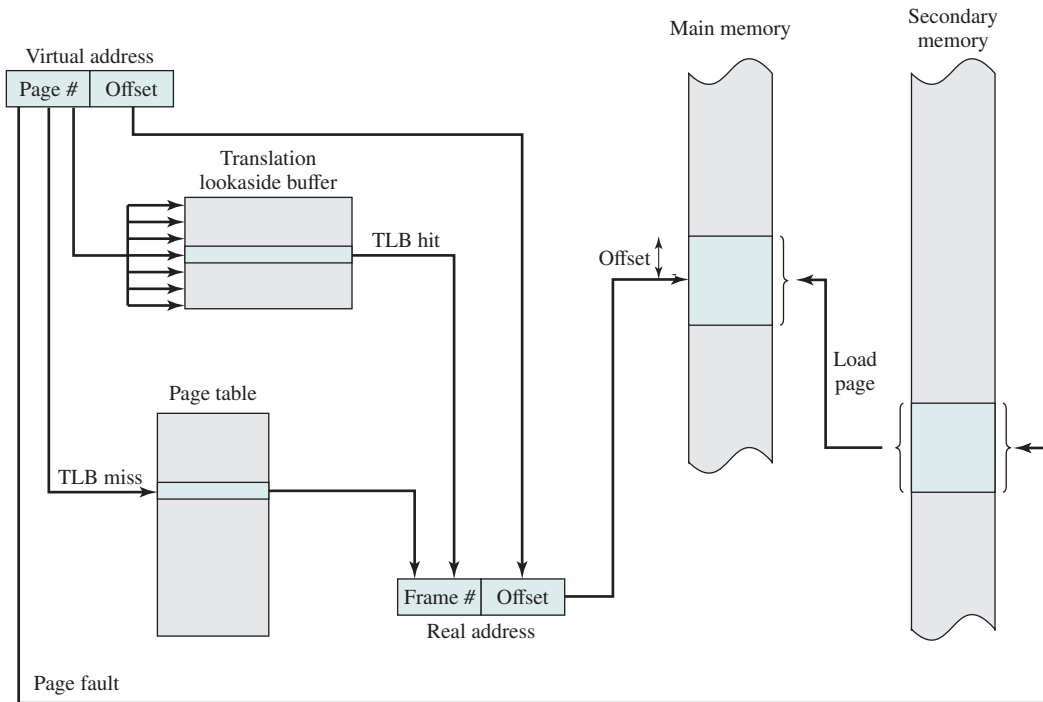 Main memory
Secondary
memory
Virtual address
Page #
Offset
Translation
lookaside buffer
TLB hit
Offset
Load
page
Page table
TLB miss
Frame #
Offset
Real address
Page fault